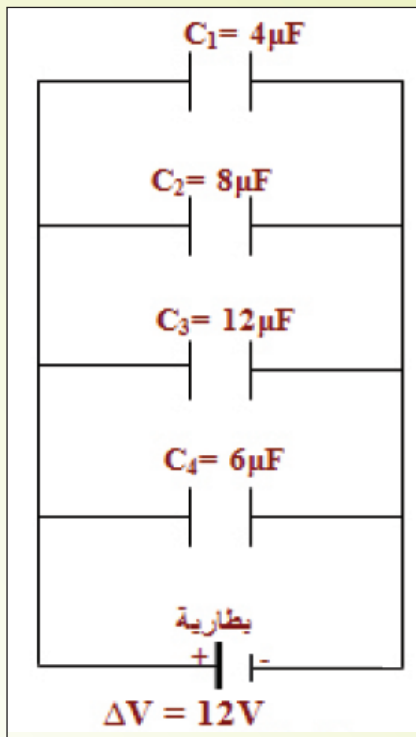 C₁= 4µF
C₂= 8µF
C₃= 12µF
C₄= 6µF
بطارية
+ -
ΔV = 12V